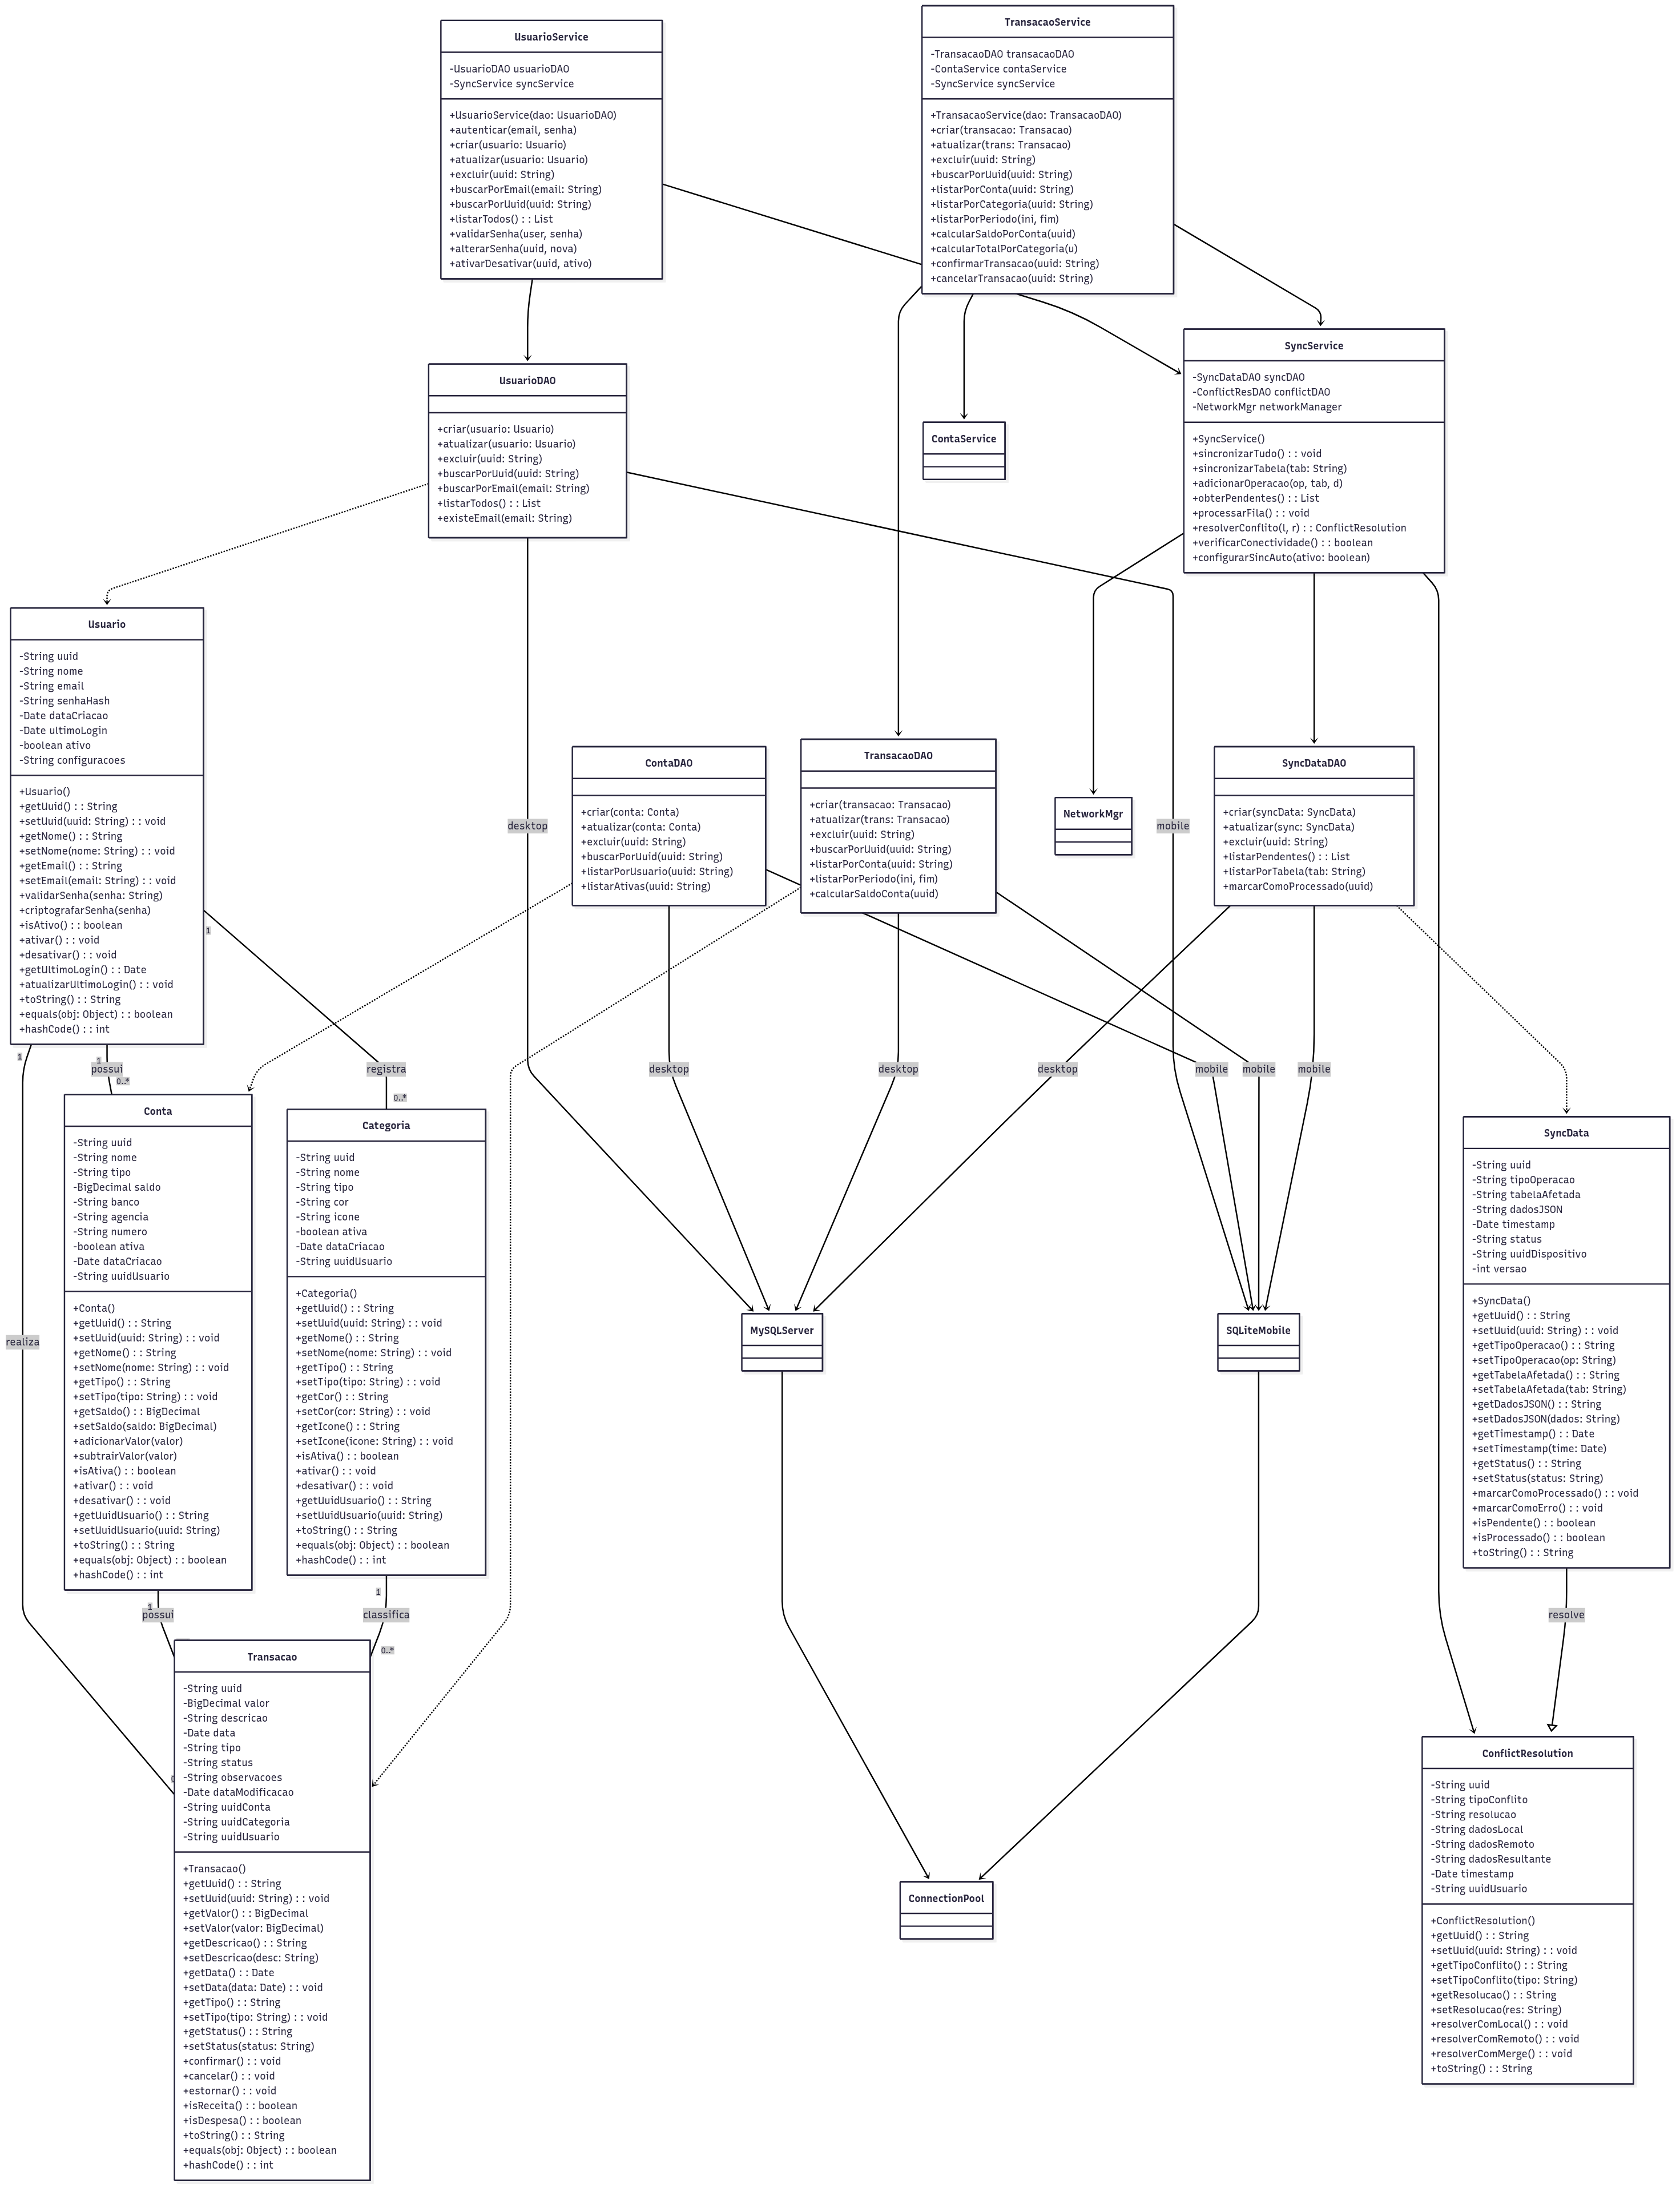 UsuarioService
-UsuarioDAO usuarioDAO
-SyncService syncService
+UsuarioService(dao: UsuarioDAO)
+autenticar(email, senha)
+criar(usuario: Usuario)
+atualizar(usuario: Usuario)
+excluir(uuid: String)
+buscarPorEmail(email: String)
+buscarPorUuid(uuid: String)
+listarTodos() : : List
+validarSenha(user, senha)
+alterarSenha(uuid, nova)
+ativarDesativar(uuid, ativo)
TransacaoService
-TransacaoDAO transacaoDAO
-ContaService contaService
-SyncService syncService
+TransacaoService(dao: TransacaoDAO)
+criar(transacao: Transacao)
+atualizar(trans: Transacao)
+excluir(uuid: String)
+buscarPorUuid(uuid: String)
+listarPorConta(uuid: String)
+listarPorCategoria(uuid: String)
+listarPorPeriodo(ini, fim)
+calcularSaldoPorConta(uuid)
+calcularTotalPorCategoria(u)
+confirmarTransacao(uuid: String)
+cancelarTransacao(uuid: String)
SyncService
-SyncDataDAO syncDAO
-ConflictResDAO conflictDAO
-NetworkMgr networkManager
+SyncService()
+sincronizarTudo() : : void
+sincronizarTabela(tab: String)
+adicionarOperacao(op, tab, d)
+obterPendentes() : : List
+processarFila() : : void
+resolverConflito(l, r) : : ConflictResolution
+verificarConectividade() : : boolean
+configurarSincAuto(ativo: boolean)
UsuarioDAO
+criar(usuario: Usuario)
+atualizar(usuario: Usuario)
+excluir(uuid: String)
+buscarPorUuid(uuid: String)
+buscarPorEmail(email: String)
+listarTodos() : : List
+existeEmail(email: String)
ContaService
Usuario
-String uuid
-String nome
-String email
-String senhaHash
-Date dataCriacao
-Date ultimoLogin
-boolean ativo
-String configuracoes
+Usuario()
+getUuid() : : String
+setUuid(uuid: String) : : void
+getNome() : : String
+setNome(nome: String) : : void
+getEmail() : : String
+setEmail(email: String) : : void
+validarSenha(senha: String)
+criptografarSenha(senha)
+isAtivo() : : boolean
+ativar() : : void
+desativar() : : void
+getUltimoLogin() : : Date
+atualizarUltimoLogin() : : void
+toString() : : String
+equals(obj: Object) : : boolean
+hashCode() : : int
ContaDAO
+criar(conta: Conta)
+atualizar(conta: Conta)
+excluir(uuid: String)
+buscarPorUuid(uuid: String)
+listarPorUsuario(uuid: String)
+listarAtivas(uuid: String)
TransacaoDAO
+criar(transacao: Transacao)
+atualizar(trans: Transacao)
+excluir(uuid: String)
+buscarPorUuid(uuid: String)
+listarPorConta(uuid: String)
+listarPorPeriodo(ini, fim)
+calcularSaldoConta(uuid)
NetworkMgr
SyncDataDAO
+criar(syncData: SyncData)
+atualizar(sync: SyncData)
+excluir(uuid: String)
+listarPendentes() : : List
+listarPorTabela(tab: String)
+marcarComoProcessado(uuid)
desktop
mobile
1
1
1
possui
0..*
registra
0..*
desktop
desktop
desktop
mobile
mobile
mobile
Conta
-String uuid
-String nome
-String tipo
-BigDecimal saldo
-String banco
-String agencia
-String numero
-boolean ativa
-Date dataCriacao
-String uuidUsuario
+Conta()
+getUuid() : : String
+setUuid(uuid: String) : : void
+getNome() : : String
+setNome(nome: String) : : void
+getTipo() : : String
+setTipo(tipo: String) : : void
+getSaldo() : : BigDecimal
+setSaldo(saldo: BigDecimal)
+adicionarValor(valor)
+subtrairValor(valor)
+isAtiva() : : boolean
+ativar() : : void
+desativar() : : void
+getUuidUsuario() : : String
+setUuidUsuario(uuid: String)
+toString() : : String
+equals(obj: Object) : : boolean
+hashCode() : : int
Categoria
-String uuid
-String nome
-String tipo
-String cor
-String icone
-boolean ativa
-Date dataCriacao
-String uuidUsuario
+Categoria()
+getUuid() : : String
+setUuid(uuid: String) : : void
+getNome() : : String
+setNome(nome: String) : : void
+getTipo() : : String
+setTipo(tipo: String) : : void
+getCor() : : String
+setCor(cor: String) : : void
+getIcone() : : String
+setIcone(icone: String) : : void
+isAtiva() : : boolean
+ativar() : : void
+desativar() : : void
+getUuidUsuario() : : String
+setUuidUsuario(uuid: String)
+toString() : : String
+equals(obj: Object) : : boolean
+hashCode() : : int
SyncData
-String uuid
-String tipoOperacao
-String tabelaAfetada
-String dadosJSON
-Date timestamp
-String status
-String uuidDispositivo
-int versao
+SyncData()
+getUuid() : : String
+setUuid(uuid: String) : : void
+getTipoOperacao() : : String
+setTipoOperacao(op: String)
+getTabelaAfetada() : : String
+setTabelaAfetada(tab: String)
+getDadosJSON() : : String
+setDadosJSON(dados: String)
+getTimestamp() : : Date
+setTimestamp(time: Date)
+getStatus() : : String
+setStatus(status: String)
+marcarComoProcessado() : : void
+marcarComoErro() : : void
+isPendente() : : boolean
+isProcessado() : : boolean
+toString() : : String
MySQLServer
SQLiteMobile
realiza
1
possui
1
classifica
0..*
resolve
Transacao
-String uuid
-BigDecimal valor
-String descricao
-Date data
-String tipo
-String status
-String observacoes
-Date dataModificacao
-String uuidConta
-String uuidCategoria
-String uuidUsuario
+Transacao()
+getUuid() : : String
+setUuid(uuid: String) : : void
+getValor() : : BigDecimal
+setValor(valor: BigDecimal)
+getDescricao() : : String
+setDescricao(desc: String)
+getData() : : Date
+setData(data: Date) : : void
+getTipo() : : String
+setTipo(tipo: String) : : void
+getStatus() : : String
+setStatus(status: String)
+confirmar() : : void
+cancelar() : : void
+estornar() : : void
+isReceita() : : boolean
+isDespesa() : : boolean
+toString() : : String
+equals(obj: Object) : : boolean
+hashCode() : : int
ConnectionPool
ConflictResolution
-String uuid
-String tipoConflito
-String resolucao
-String dadosLocal
-String dadosRemoto
-String dadosResultante
-Date timestamp
-String uuidUsuario
+ConflictResolution()
+getUuid() : : String
+setUuid(uuid: String) : : void
+getTipoConflito() : : String
+setTipoConflito(tipo: String)
+getResolucao() : : String
+setResolucao(res: String)
+resolverComLocal() : : void
+resolverComRemoto() : : void
+resolverComMerge() : : void
+toString() : : String